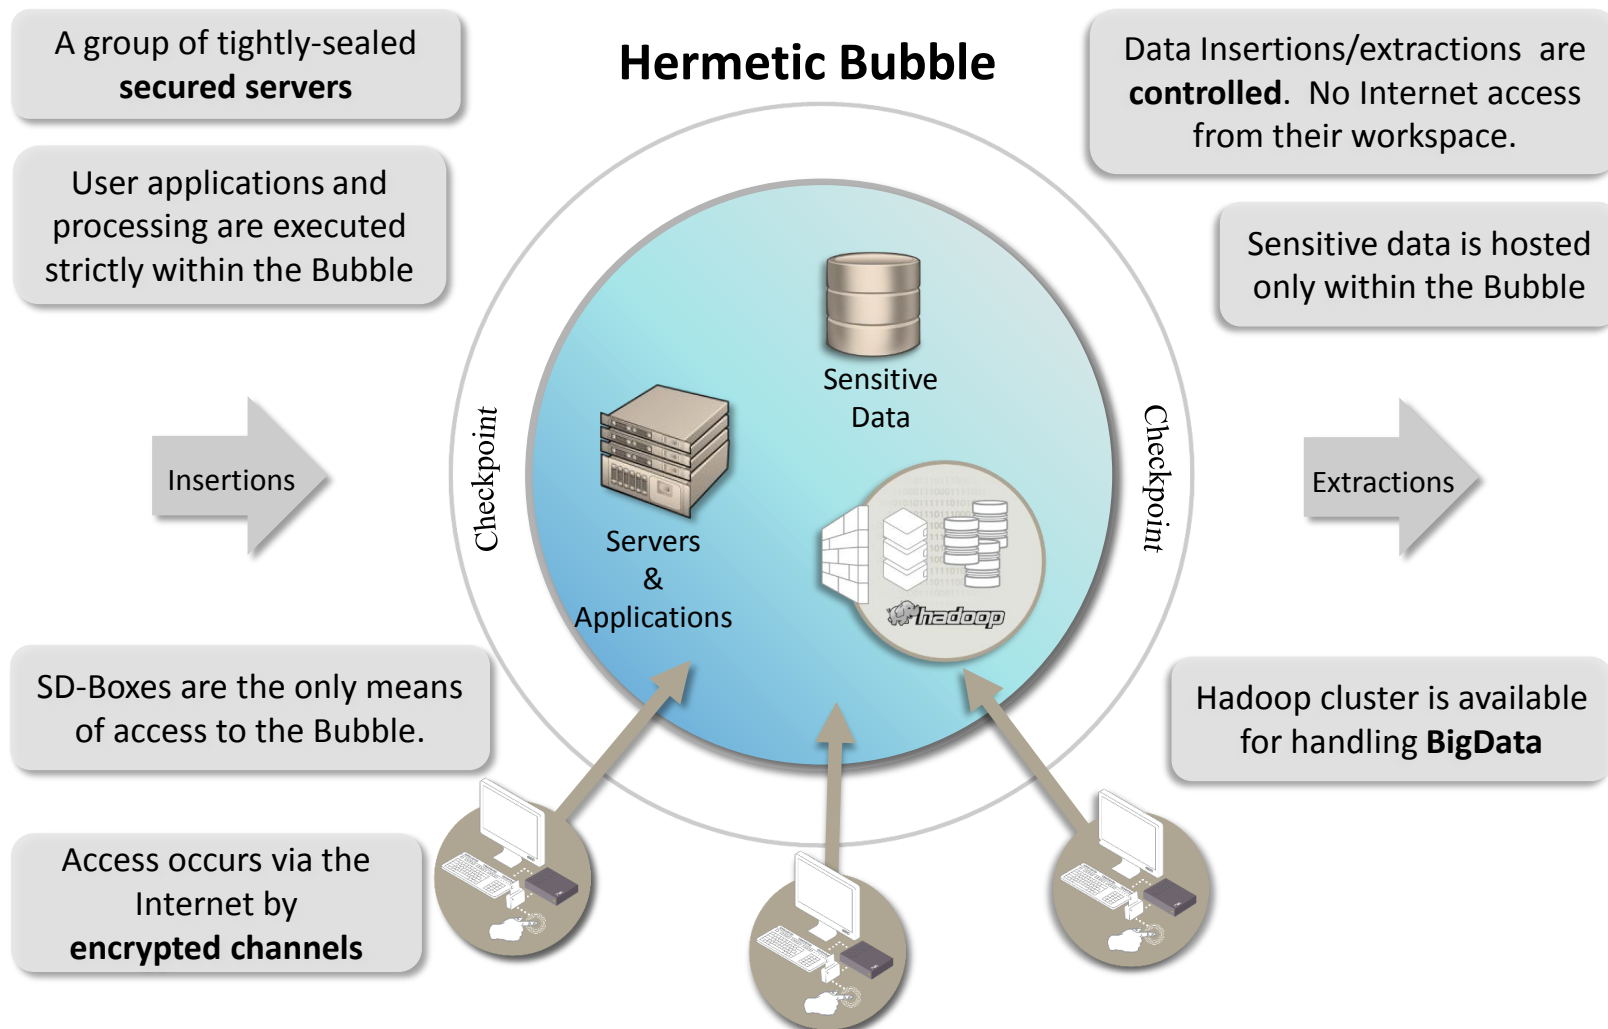 Hermetic Bubble
A group of tightly-sealed
secured servers
User applications and
processing are executed
strictly within the Bubble
Data Insertions/extractions are
controlled. No Internet access
from their workspace.
Sensitive data is hosted
only within the Bubble
Insertions
Checkpoint
Sensitive
Data
Servers
&
Applications
hadoop
Checkpoint
Extractions
SD-Boxes are the only means
of access to the Bubble.
Hadoop cluster is available
for handling BigData
Access occurs via the
Internet by
encrypted channels